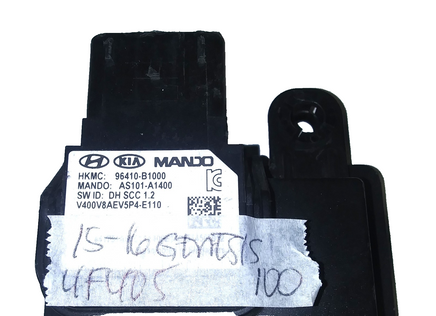 HYUNDAI KIA MANDO
HKMC: 96410-B1000
MANDO: AS101-A1400
SW ID: DH SCC 1.2
V400V8AEV5P4-E110
15-16 GENESIS
4F405 100